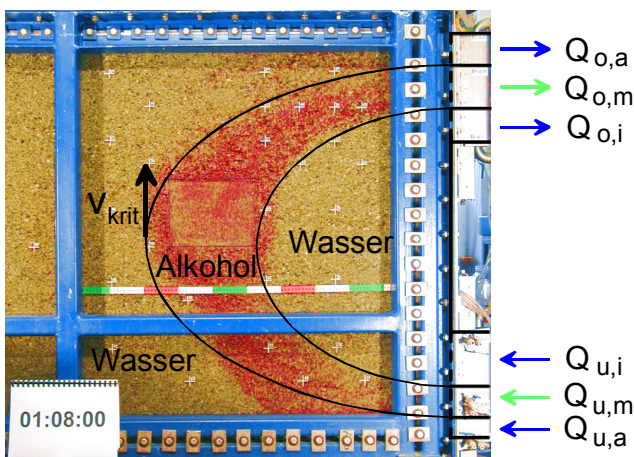 Q o,a
Q o,m
Q o,i
v krit
Wasser
Alkohol
Wasser
Q u,i
Q u,m
Q u,a
01:08:00